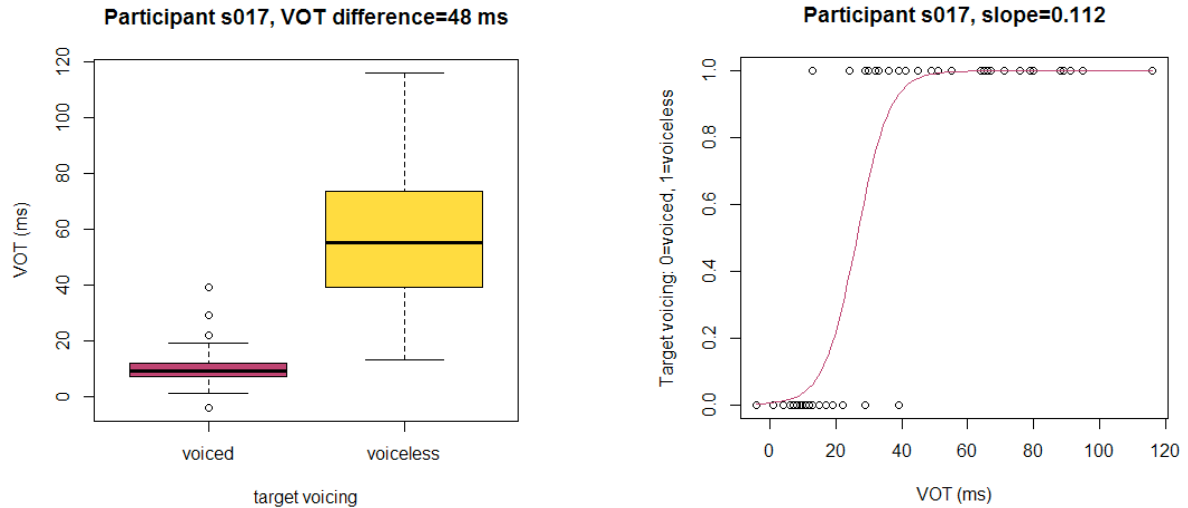 Participant s017, VOT difference=48 ms
120
100
80
60
40
20
0
VOT (ms)
voiced
voiceless
target voicing
Participant s017, slope=0.112
1.0
0.8
0.6
0.4
0.2
0.0
Target voicing: 0=voiced, 1=voiceless
0
20
40
60
80
100
120
VOT (ms)